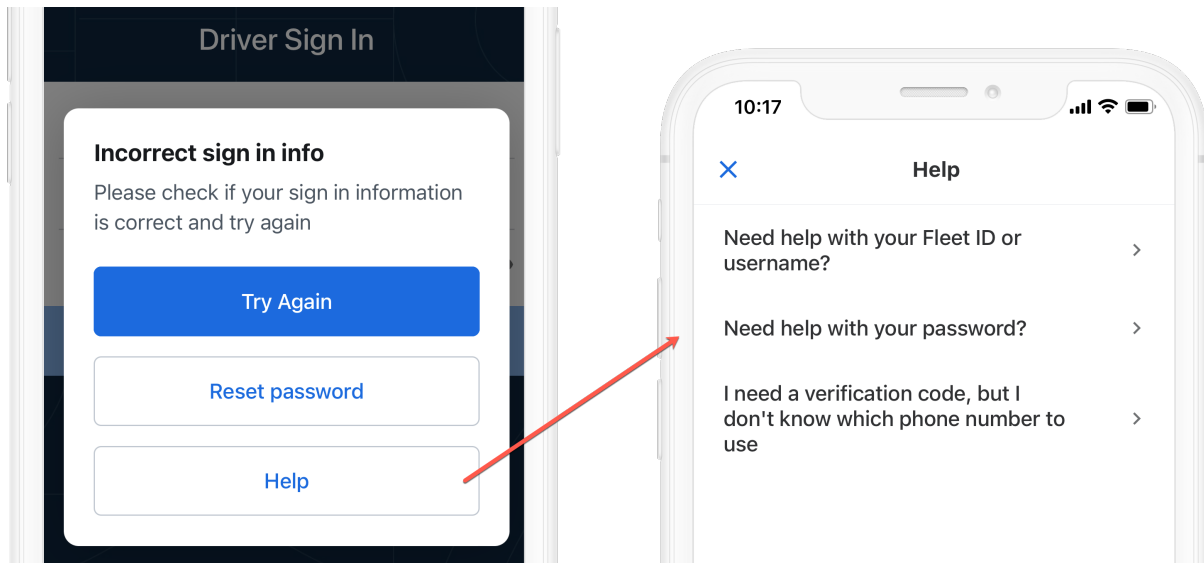 Driver Sign In
Incorrect sign in info
Please check if your sign in information
is correct and try again
Try Again
Reset password
Help
10:17
Help
Need help with your Fleet ID or
username?
Need help with your password?
I need a verification code, but I
don't know which phone number to
use